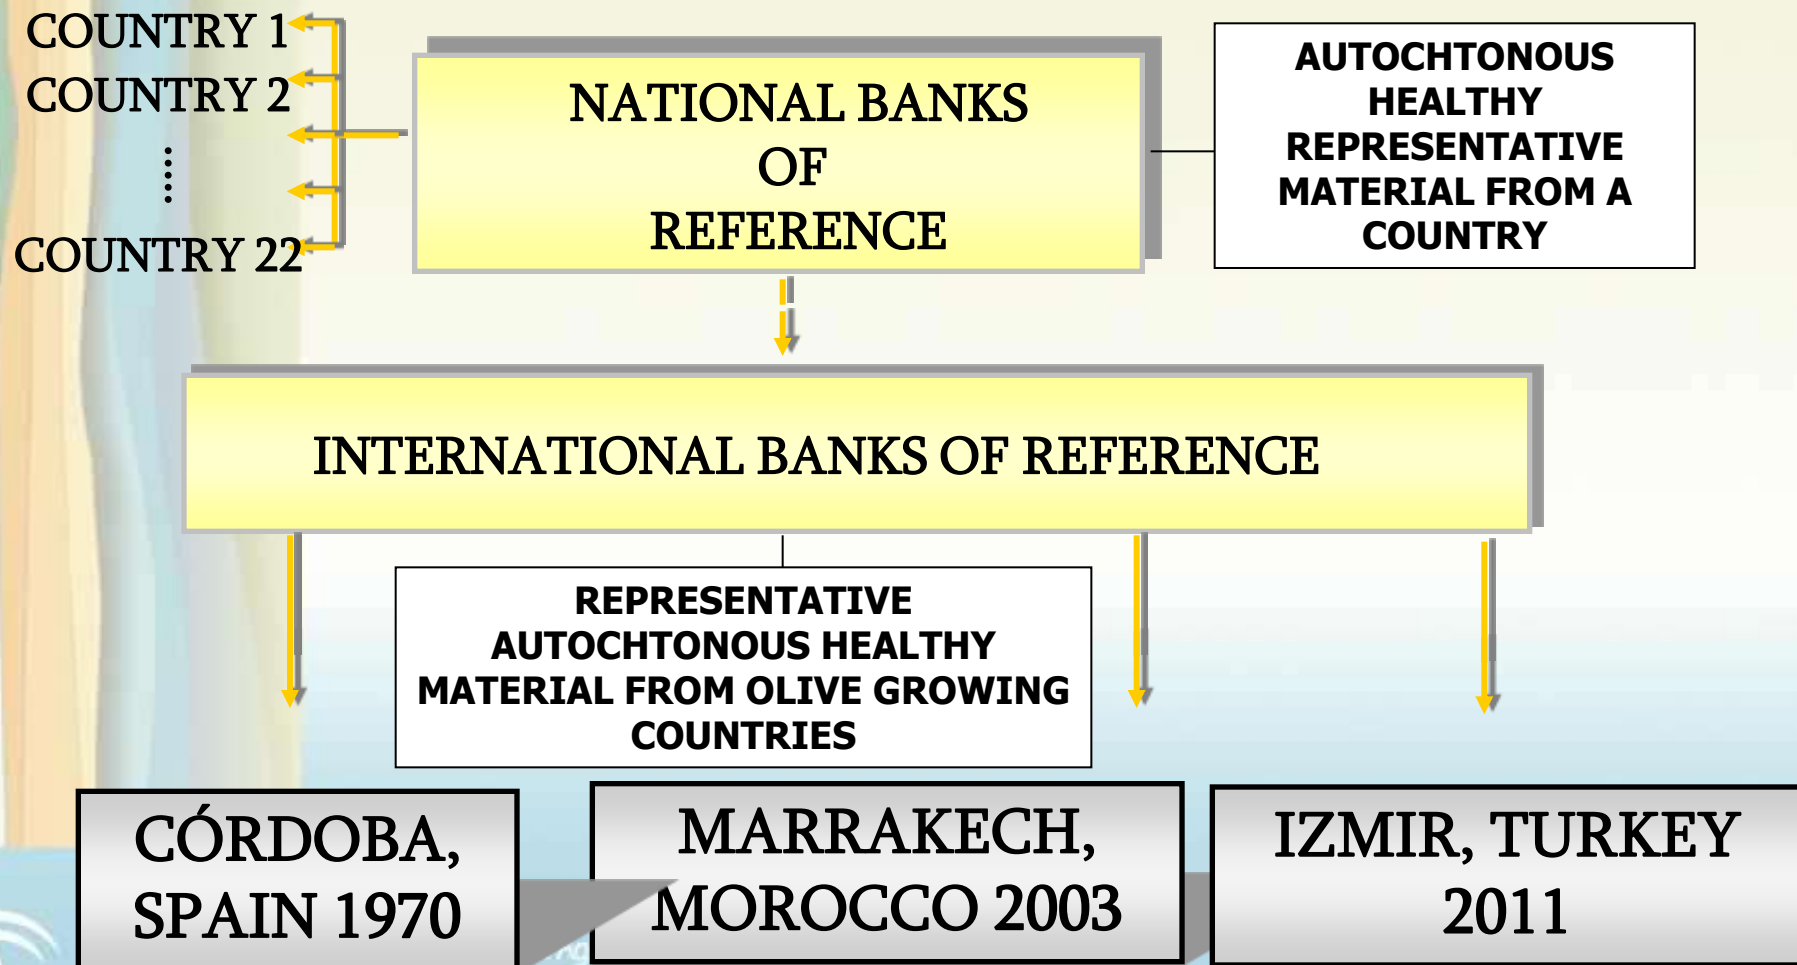 COUNTRY 1
COUNTRY 2
.....
COUNTRY 22
NATIONAL BANKS
OF
REFERENCE
AUTOCHTONOUS
HEALTHY
REPRESENTATIVE
MATERIAL FROM A
COUNTRY
INTERNATIONAL BANKS OF REFERENCE
REPRESENTATIVE
AUTOCHTONOUS HEALTHY
MATERIAL FROM OLIVE GROWING
COUNTRIES
CÓRDOBA,
SPAIN 1970
MARRAKECH,
MOROCCO 2003
IZMIR, TURKEY
2011